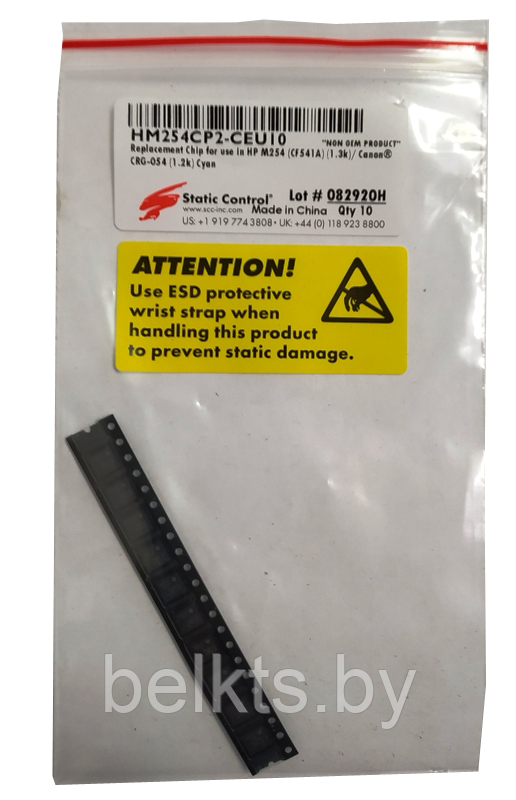 HM254CP2-CEU10
"NON OEM PRODUCT"
Replacement Chip for use in HP M254 (CF541A) (1.3k)/ Canon®
CRG-054 (1.2k) Cyan
Static Control®
www.scc-inc.com
Lot # 082920H
Made in China Qty 10
US: +1 919 774 3808 • UK: +44 (0) 118 923 8800
ATTENTION!
Use ESD protective
wrist strap when
handling this product
to prevent static damage.
belkts.by